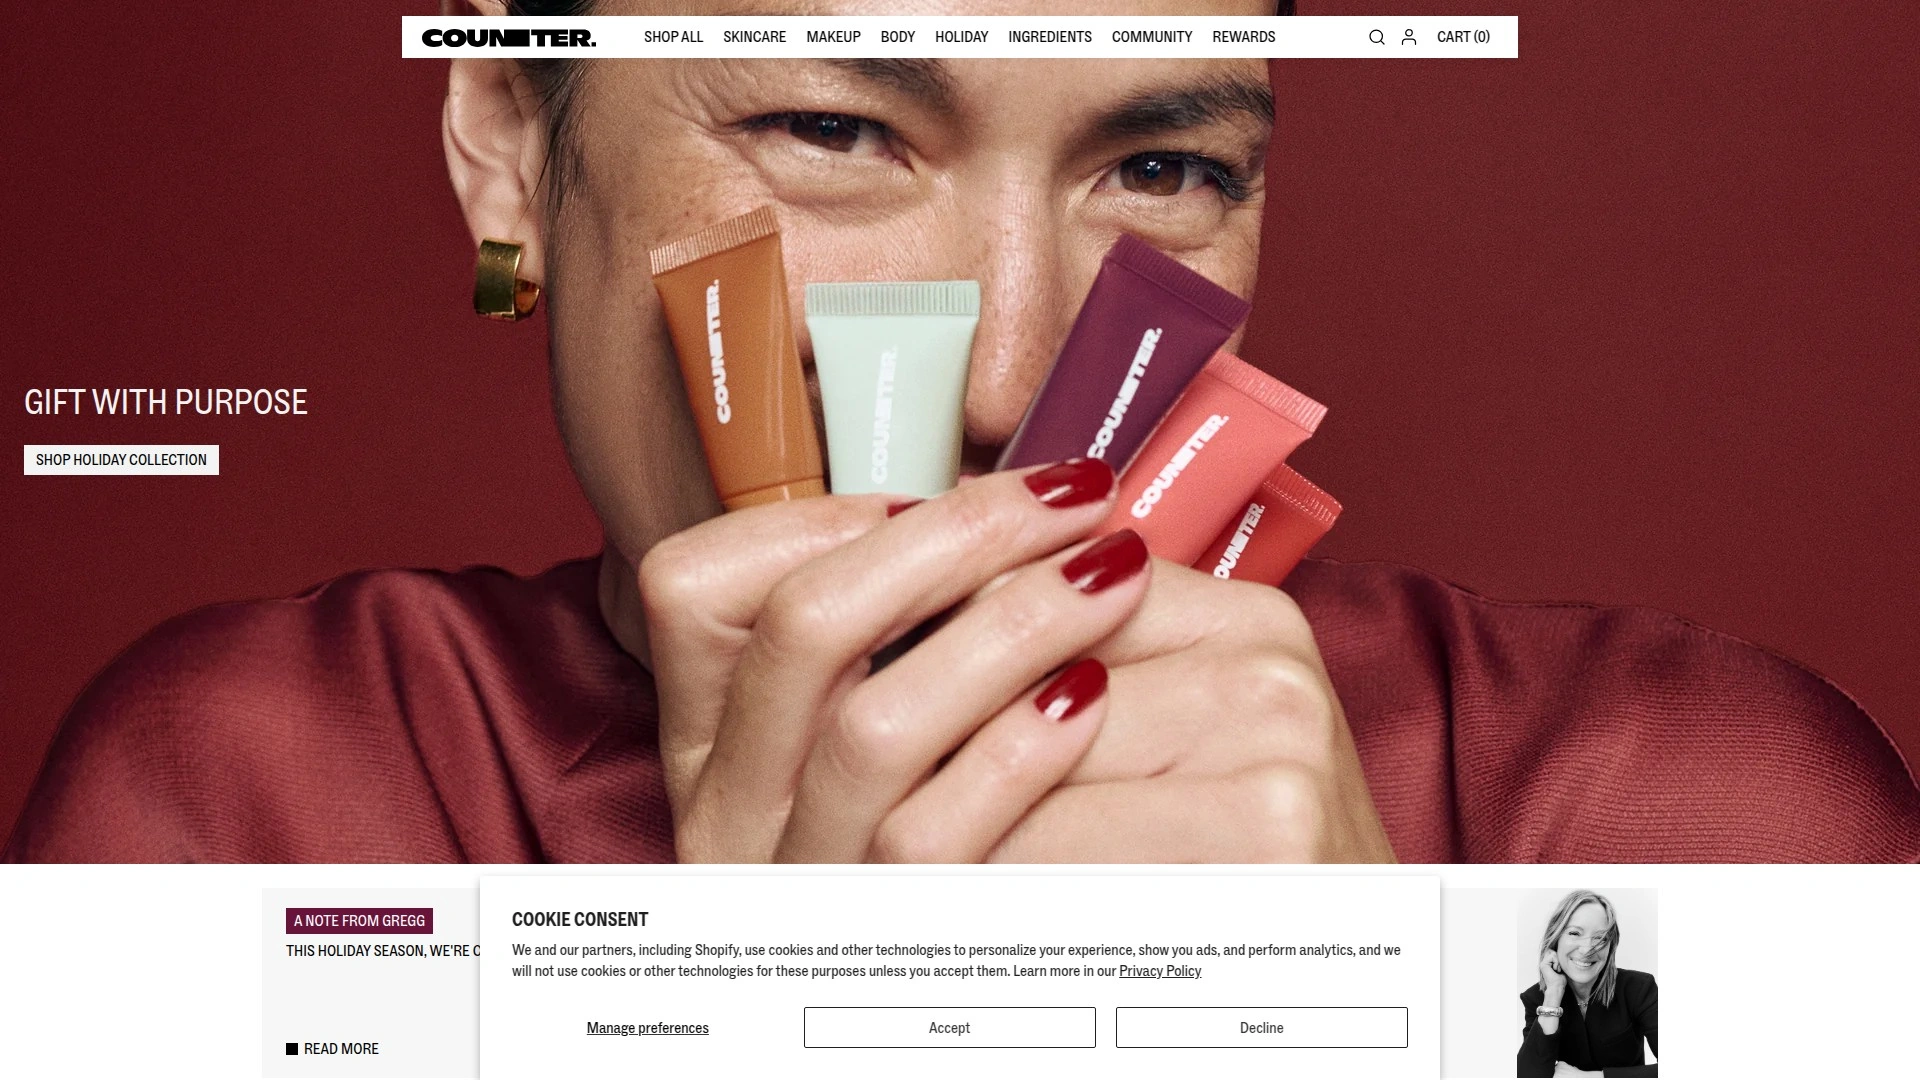 COUNTER.
SHOP ALL
SKINCARE
MAKEUP
BODY
HOLIDAY
INGREDIENTS
COMMUNITY
REWARDS
CART (0)
COUNTER.
COUNTER.
COUNTER.
COUNTER.
OUNTER.
GIFT WITH PURPOSE
SHOP HOLIDAY COLLECTION
A NOTE FROM GREGG
THIS HOLIDAY SEASON, WE'RE
READ MORE
COOKIE CONSENT
We and our partners, including Shopify, use cookies and other technologies to personalize your experience, show you ads, and perform analytics, and we
will not use cookies or other technologies for these purposes unless you accept them. Learn more in our Privacy Policy
Manage preferences
Accept
Decline